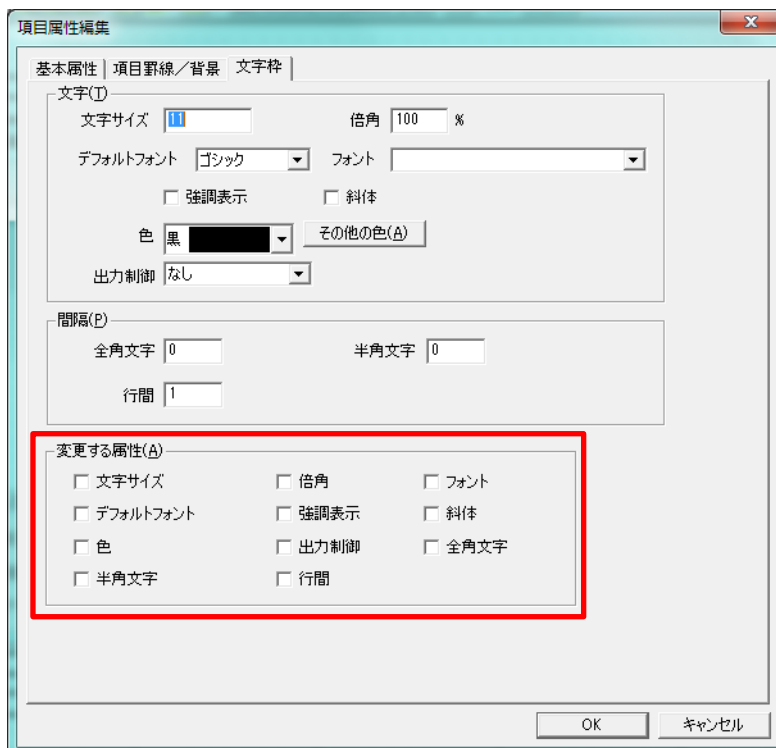 項目属性編集
基本属性 項目罫線／背景 文字枠
文字(T)
文字サイズ 11 倍角 100 %
デフォルトフォント ゴシック フォント
強調表示 斜体
色 黒 その他の色(A)
出力制御 なし
間隔(P)
全角文字 0 半角文字 0
行間 1
変更する属性(A)
文字サイズ 倍角 フォント
デフォルトフォント 強調表示 斜体
色 出力制御 全角文字
半角文字 行間
OK キャンセル